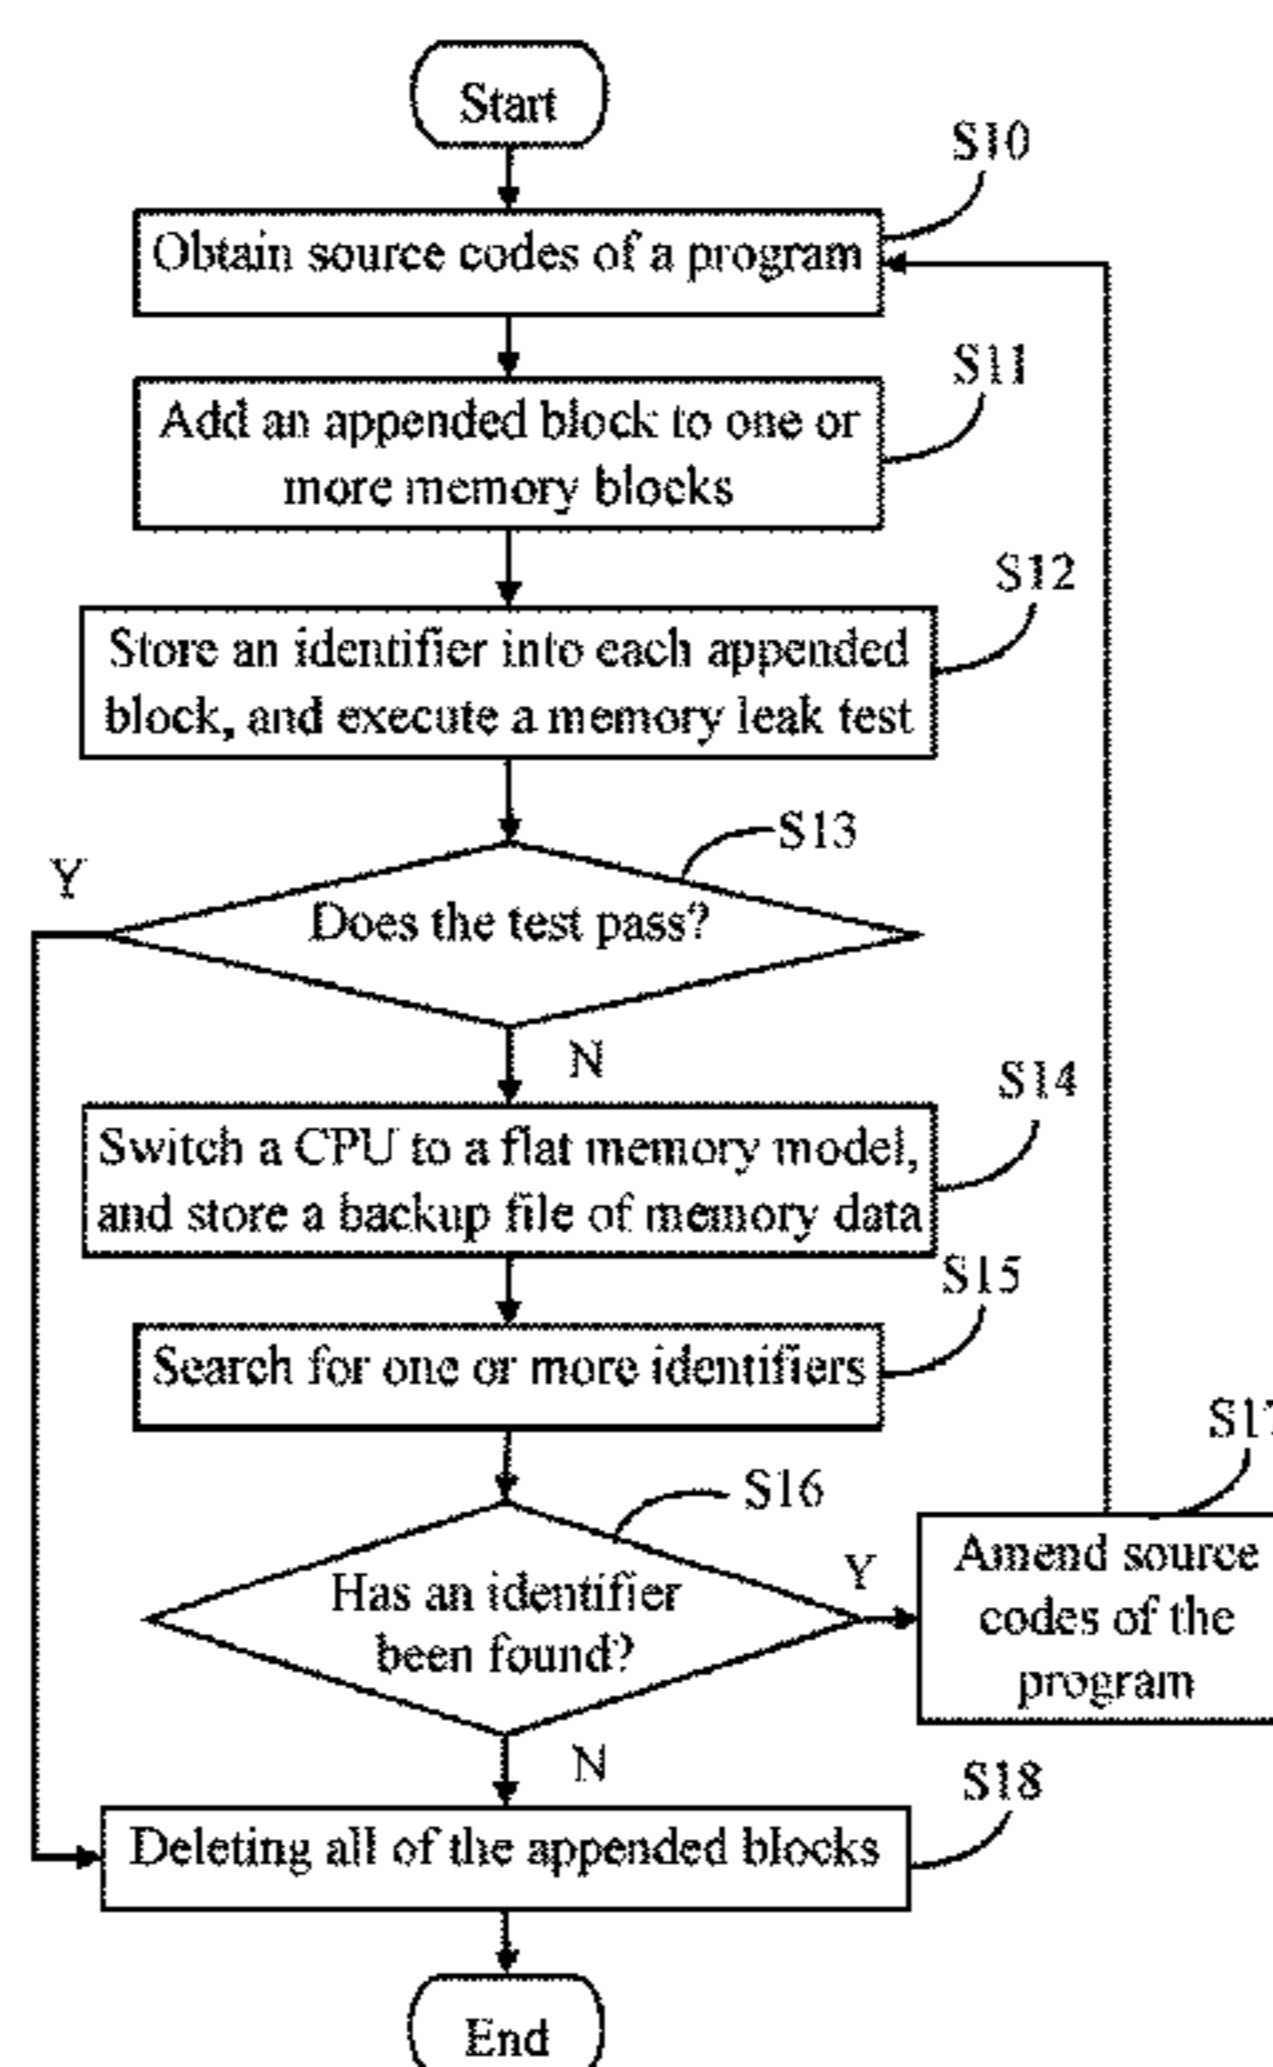 Start
S10
Obtain source codes of a program
S11
Add an appended block to one or
more memory blocks
S12
Store an identifier into each appended
block, and execute a memory leak test
S13
Y
Does the test pass?
N
S14
Switch a CPU to a flat memory model,
and store a backup file of memory data
S15
Search for one or more identifiers
S17
S16
Y
Has an identifier
been found?
Amend source
codes of the
program
N
S18
Deleting all of the appended blocks
End